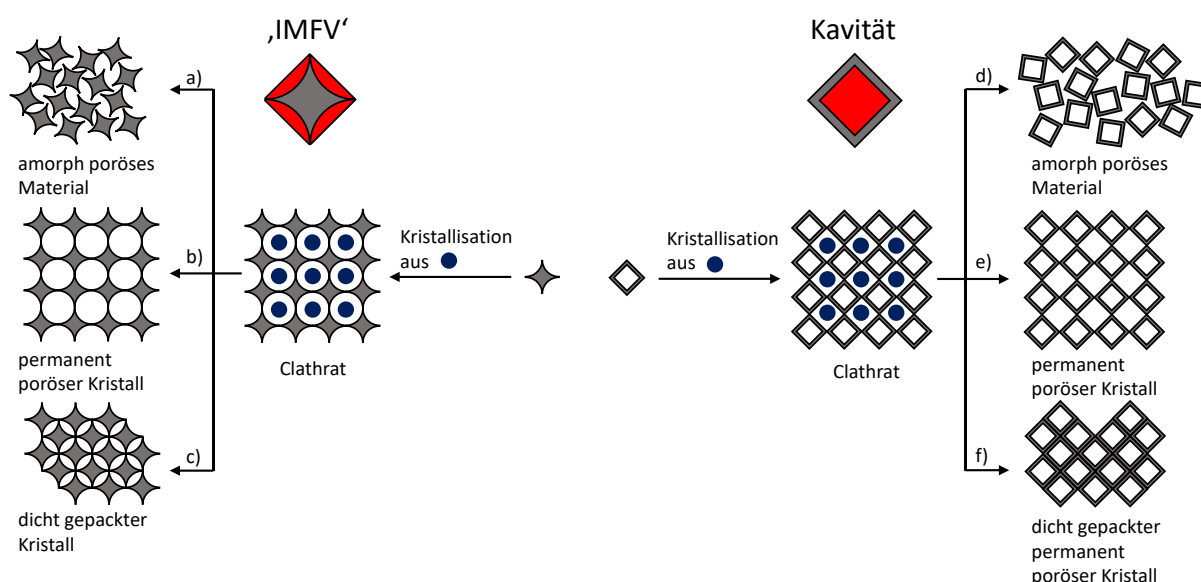 ‚IMFV‘
a)
amorph poröses
Material
b)
permanent
poröser Kristall
c)
dicht gepackter
Kristall
Clathrat
Kristallisation
aus
Kavität
Kristallisation
aus
Clathrat
d)
amorph poröses
Material
e)
permanent
poröser Kristall
f)
dicht gepackter
permanent
poröser Kristall